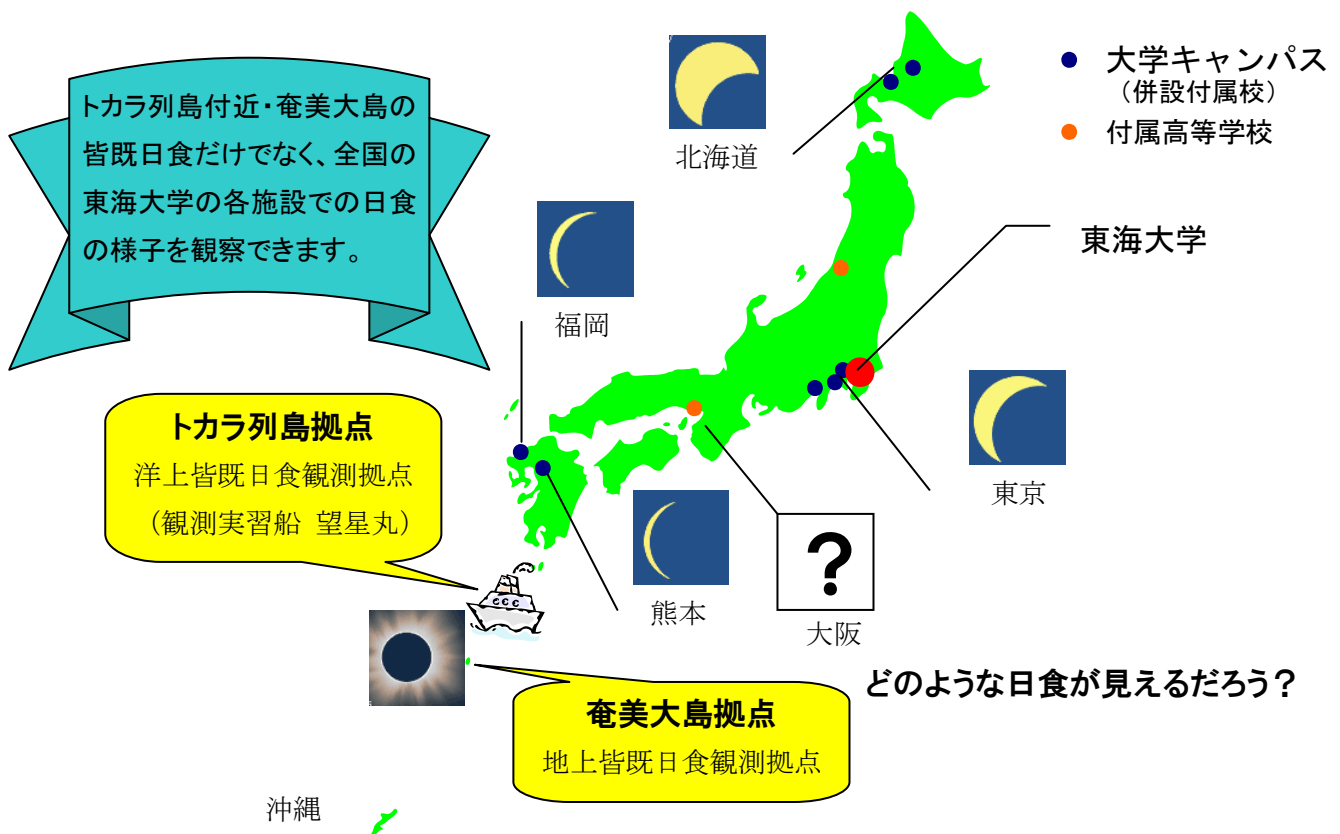 トカラ列島付近・奄美大島の
皆既日食だけでなく、全国の
東海大学の各施設での日食
の様子を観察できます。
北海道
大学キャンパス
（併設付属校）
付属高等学校
東海大学
福岡
トカラ列島拠点
洋上皆既日食観測拠点
（観測実習船 望星丸）
東京
熊本
?
大阪
どのような日食が見えるだろう？
奄美大島拠点
地上皆既日食観測拠点
沖縄